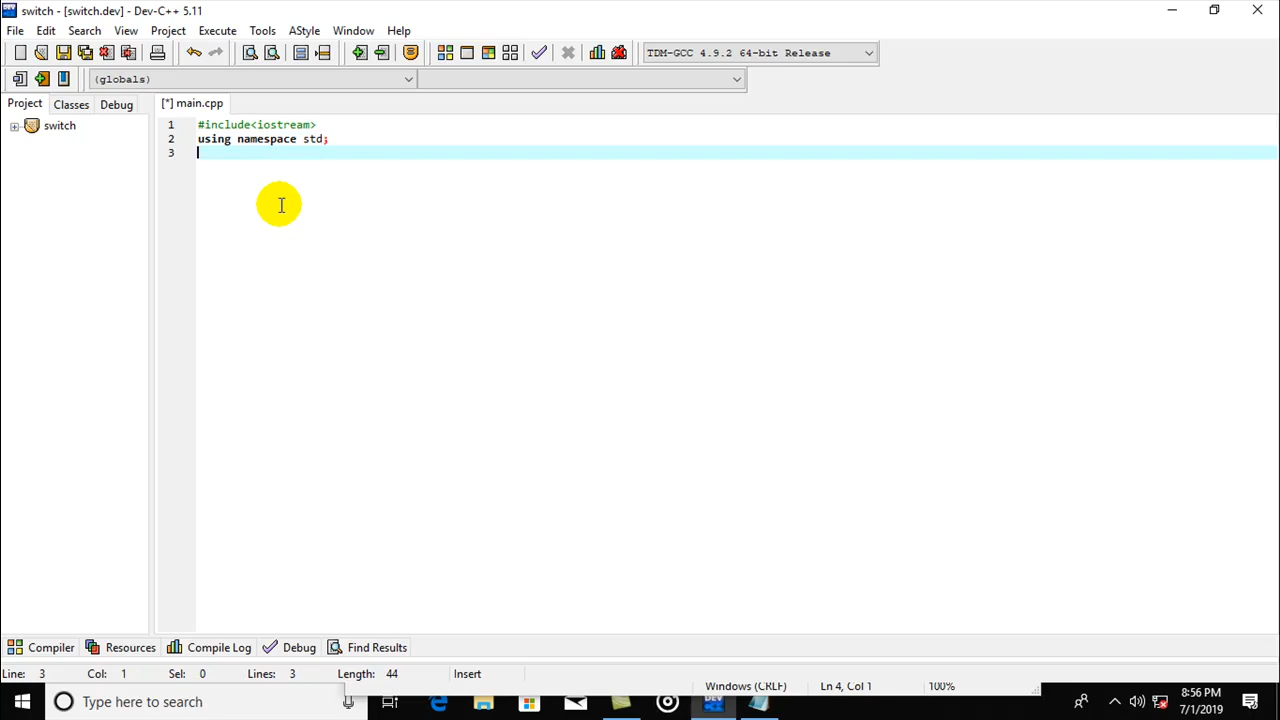 switch - [switch.dev] - Dev-C++ 5.11
File Edit Search View Project Execute Tools AStyle Window Help
TDM-GCC 4.9.2 64-bit Release
(globals)
Project Classes Debug [*] main.cpp
switch
1 #include<iostream>
2 using namespace std;
3
Compiler Resources Compile Log Debug Find Results
Line: 3 Col: 1 Sel: 0 Lines: 3 Length: 44 Insert
Windows (CRLF) Ln 4, Col 1 100%
Type here to search
DEV
8:56 PM
7/1/2019